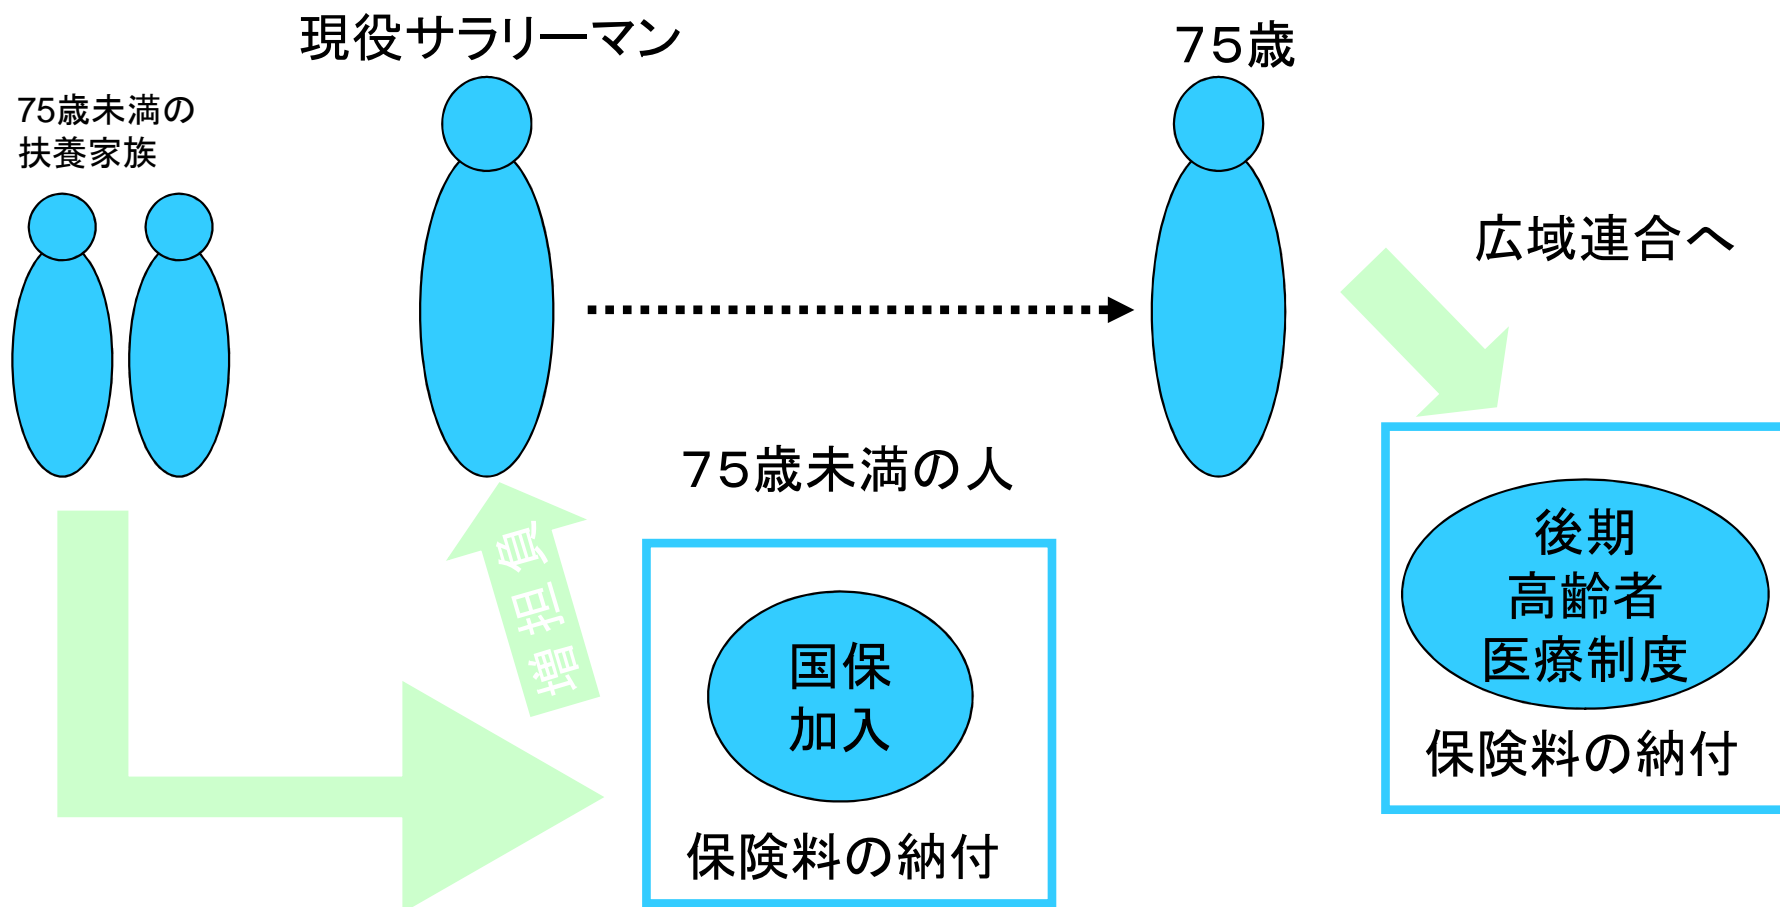 現役サラリーマン
７５歳
75歳未満の
扶養家族
広域連合へ
７５歳未満の人
増担負
国保
加入
保険料の納付
後期
高齢者
医療制度
保険料の納付